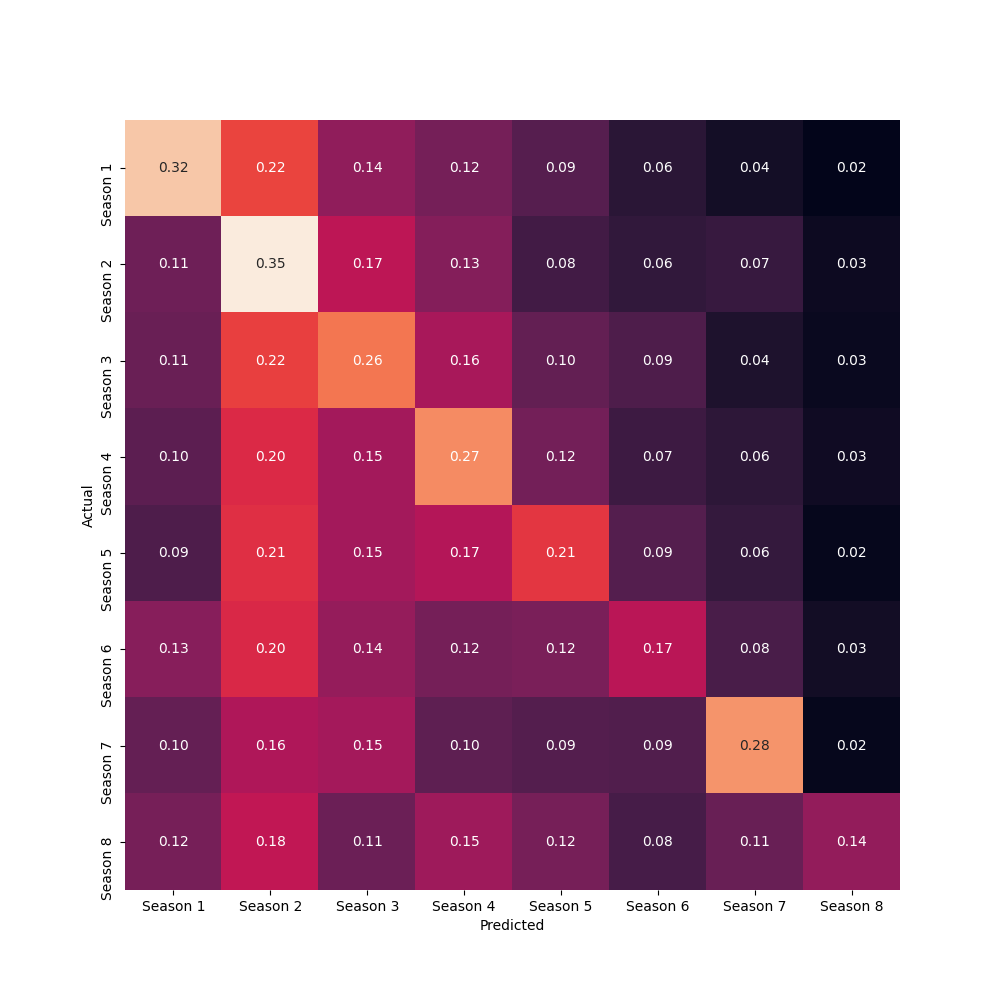 Season 1 0.32 0.22 0.14 0.12 0.09 0.06 0.04 0.02
Season 2 0.11 0.35 0.17 0.13 0.08 0.06 0.07 0.03
Season 3 0.11 0.22 0.26 0.16 0.10 0.09 0.04 0.03
Season 4 0.10 0.20 0.15 0.27 0.12 0.07 0.06 0.03
Actual
Season 5 0.09 0.21 0.15 0.17 0.21 0.09 0.06 0.02
Season 6 0.13 0.20 0.14 0.12 0.12 0.17 0.08 0.03
Season 7 0.10 0.16 0.15 0.10 0.09 0.09 0.28 0.02
Season 8 0.12 0.18 0.11 0.15 0.12 0.08 0.11 0.14
Season 1 Season 2 Season 3 Season 4 Season 5 Season 6 Season 7 Season 8
Predicted